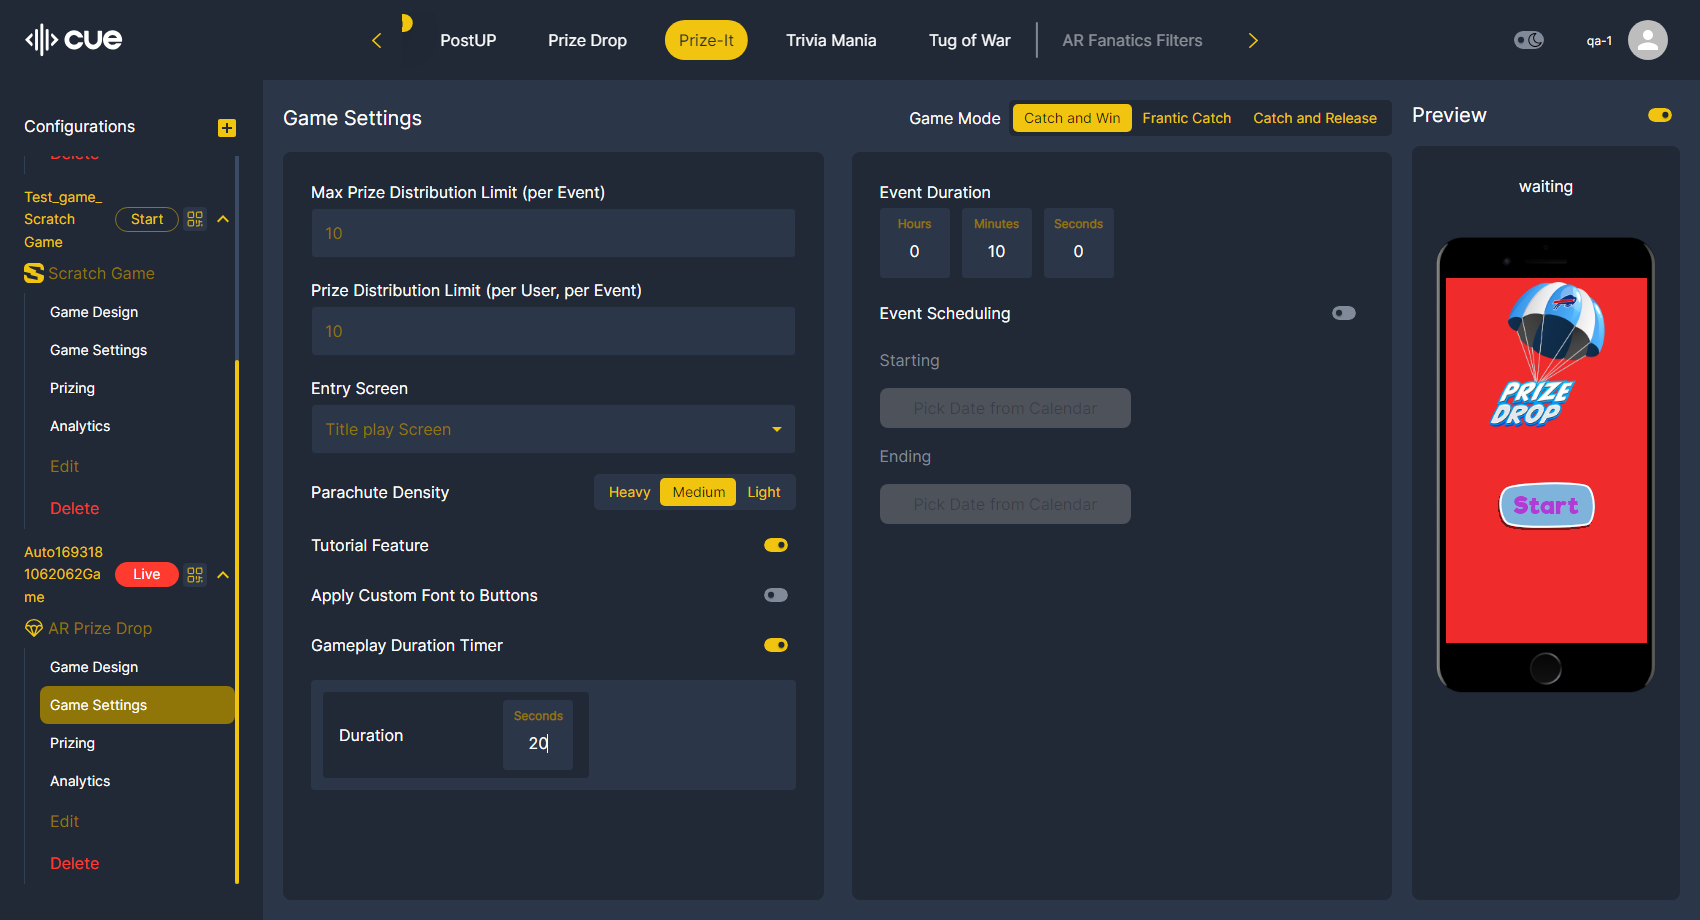 cue
PostUP
Prize Drop
Prize-It
Trivia Mania
Tug of War
AR Fanatics Filters
qa-1
Configurations
Delete
Test_game_
Scratch
Game
Start
Scratch Game
Game Design
Game Settings
Prizing
Analytics
Edit
Delete
Auto169318
1062062Ga
me
Live
AR Prize Drop
Game Design
Game Settings
Prizing
Analytics
Edit
Delete
Game Settings
Game Mode
Catch and Win
Frantic Catch
Catch and Release
Max Prize Distribution Limit (per Event)
10
Prize Distribution Limit (per User, per Event)
10
Entry Screen
Title play Screen
Parachute Density
Heavy
Medium
Light
Tutorial Feature
Apply Custom Font to Buttons
Gameplay Duration Timer
Duration
Seconds
20
Event Duration
Hours
0
Minutes
10
Seconds
0
Event Scheduling
Starting
Pick Date from Calendar
Ending
Pick Date from Calendar
Preview
waiting
PRIZE
DROP
Start